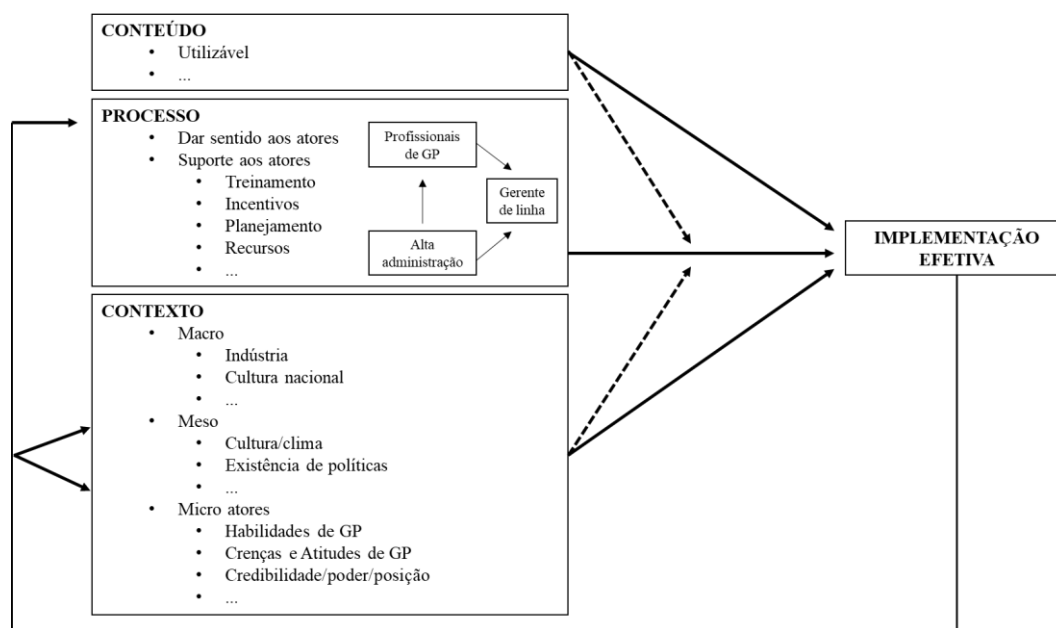 CONTEÚDO
• Utilizável
• ...
PROCESSO
• Dar sentido aos atores
• Suporte aos atores
• Treinamento
• Incentivos
• Planejamento
• Recursos
• ...
Profissionais
de GP
Gerente
de linha
Alta
administração
CONTEXTO
• Macro
• Indústria
• Cultura nacional
• ...
• Meso
• Cultura/clima
• Existência de políticas
• ...
• Micro atores
• Habilidades de GP
• Crenças e Atitudes de GP
• Credibilidade/poder/posição
• ...
IMPLEMENTAÇÃO
EFETIVA